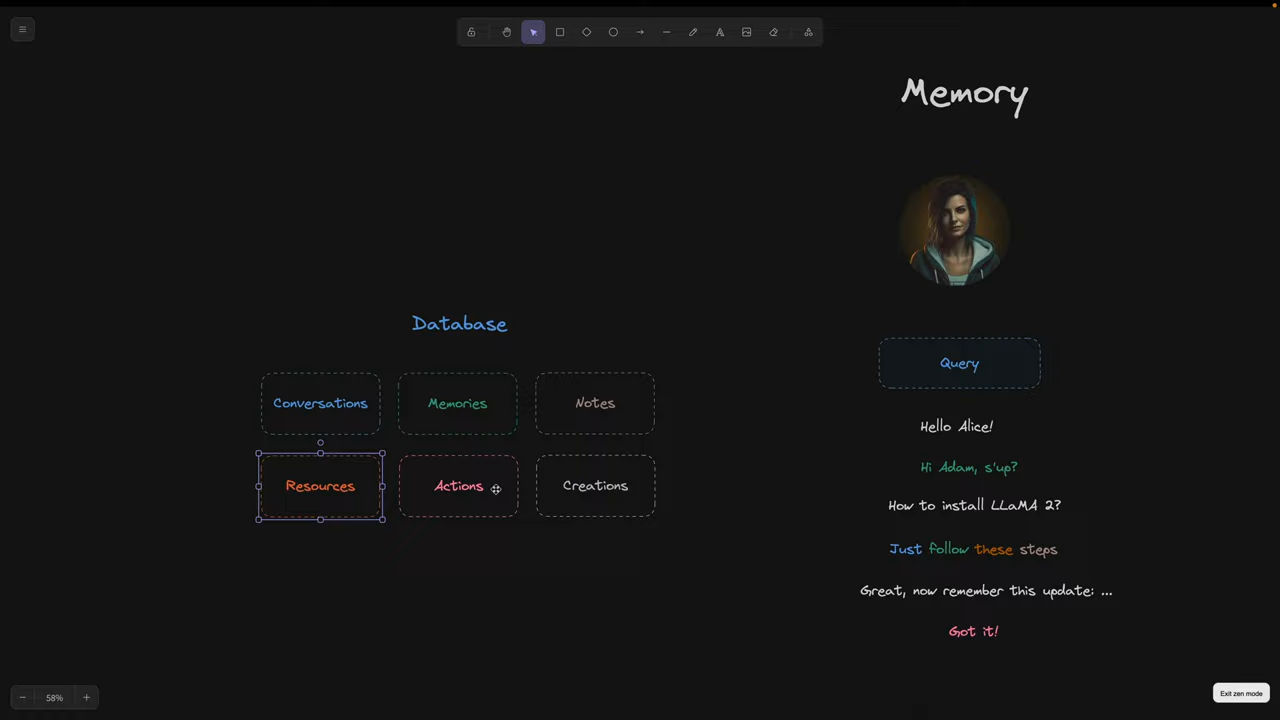 Memory
Database
Query
Conversations
Memories
Notes
Hello Alice!
Hi Adam, s'up?
Resources
Actions
Creations
How to install LLaMA 2?
Just follow these steps
Great, now remember this update: ...
Got it!
58%
Exit zen mode